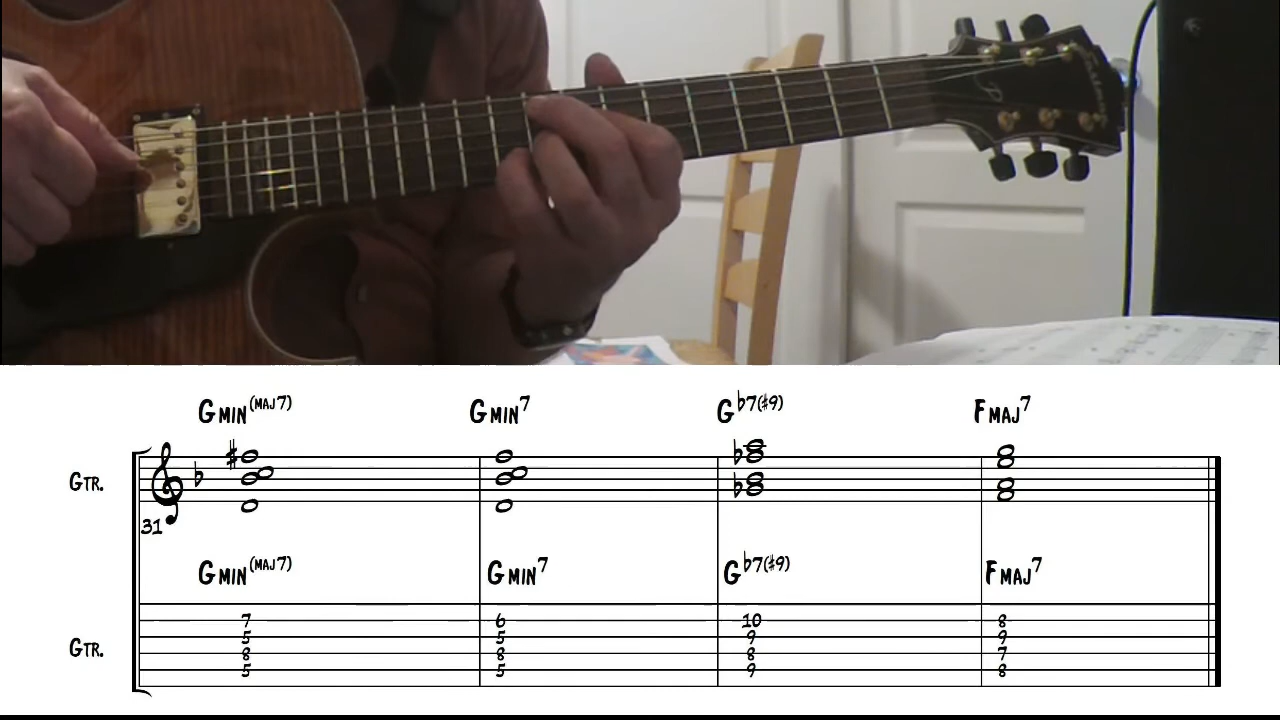 GMIN(MAJ7) GMIN7 Gb7(#9) FMAJ7
GTR.
31
GMIN(MAJ7) GMIN7 Gb7(#9) FMAJ7
GTR.
7 6 10 8
5 5 9 9
8 8 8 7
5 5 9 8